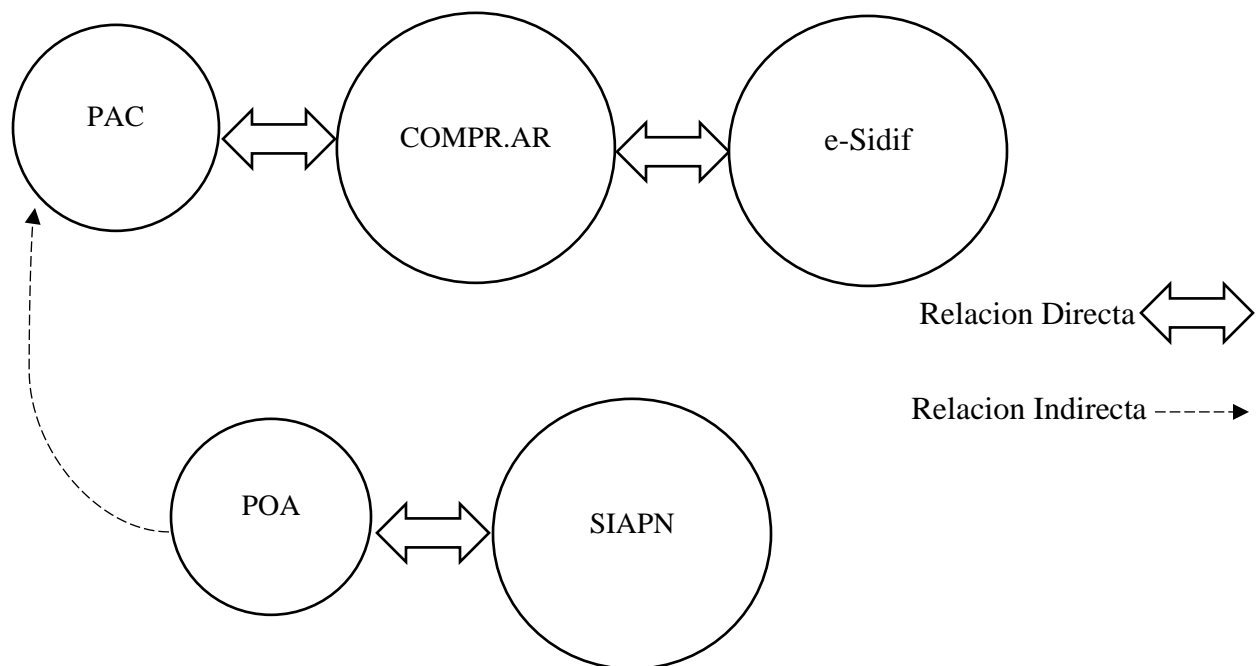 PAC
COMPR.AR
e-Sidif
Relacion Directa
Relacion Indirecta
POA
SIAPN